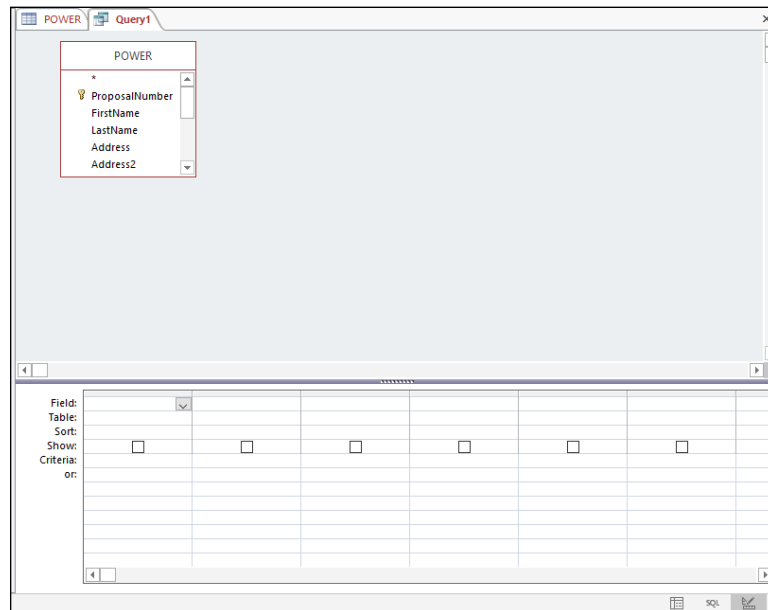 POWER Query1
POWER
*
ProposalNumber
FirstName
LastName
Address
Address2
Field:
Table:
Sort:
Show:
Criteria:
or:
SQL